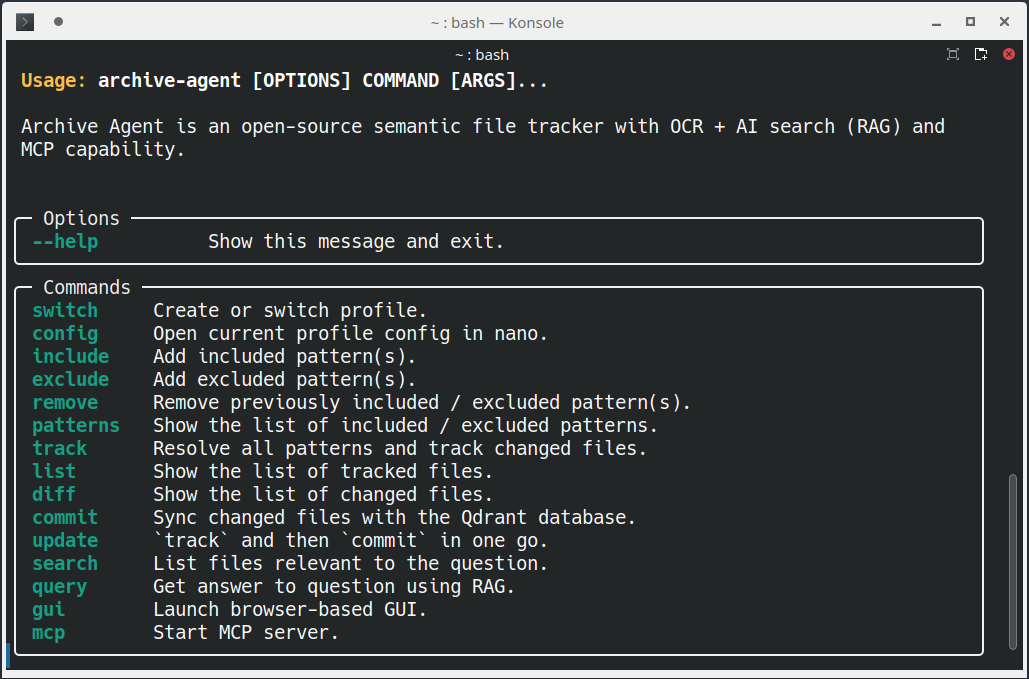 ~ : bash — Konsole
~ : bash
Usage: archive-agent [OPTIONS] COMMAND [ARGS]...
Archive Agent is an open-source semantic file tracker with OCR + AI search (RAG) and
MCP capability.
Options
--help Show this message and exit.
Commands
switch Create or switch profile.
config Open current profile config in nano.
include Add included pattern(s).
exclude Add excluded pattern(s).
remove Remove previously included / excluded pattern(s).
patterns Show the list of included / excluded patterns.
track Resolve all patterns and track changed files.
list Show the list of tracked files.
diff Show the list of changed files.
commit Sync changed files with the Qdrant database.
update `track` and then `commit` in one go.
search List files relevant to the question.
query Get answer to question using RAG.
gui Launch browser-based GUI.
mcp Start MCP server.